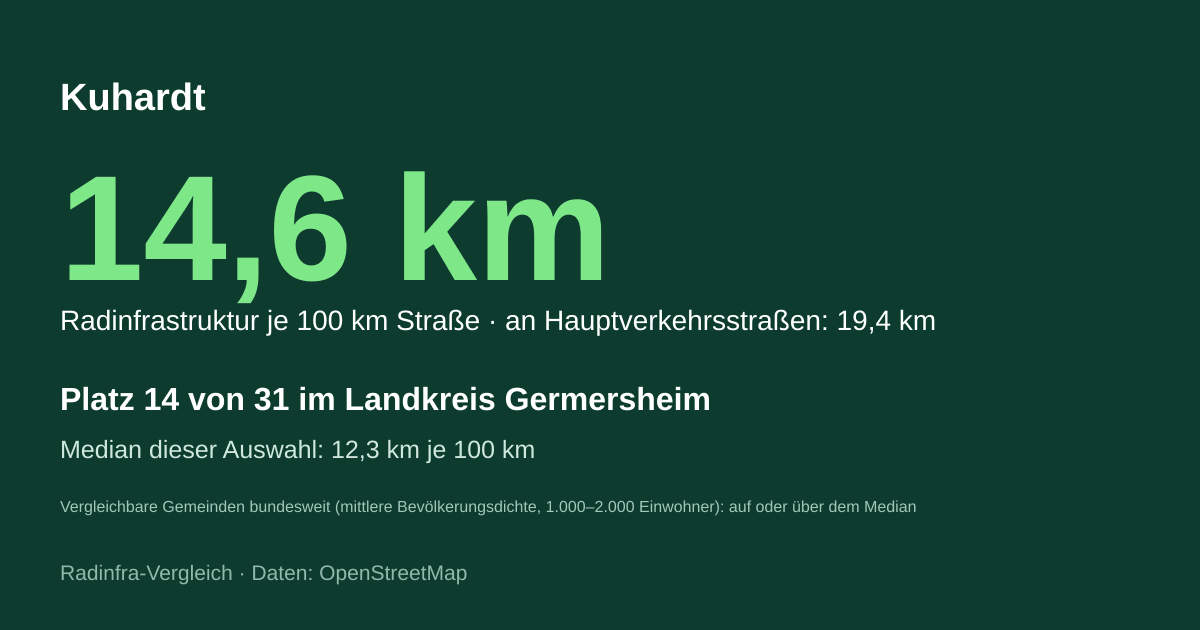 Kuhardt
14,6 km
Radinfrastruktur je 100 km Straße · an Hauptverkehrsstraßen: 19,4 km
Platz 14 von 31 im Landkreis Germersheim
Median dieser Auswahl: 12,3 km je 100 km
Vergleichbare Gemeinden bundesweit (mittlere Bevölkerungsdichte, 1.000–2.000 Einwohner): auf oder über dem Median
Radinfra-Vergleich · Daten: OpenStreetMap